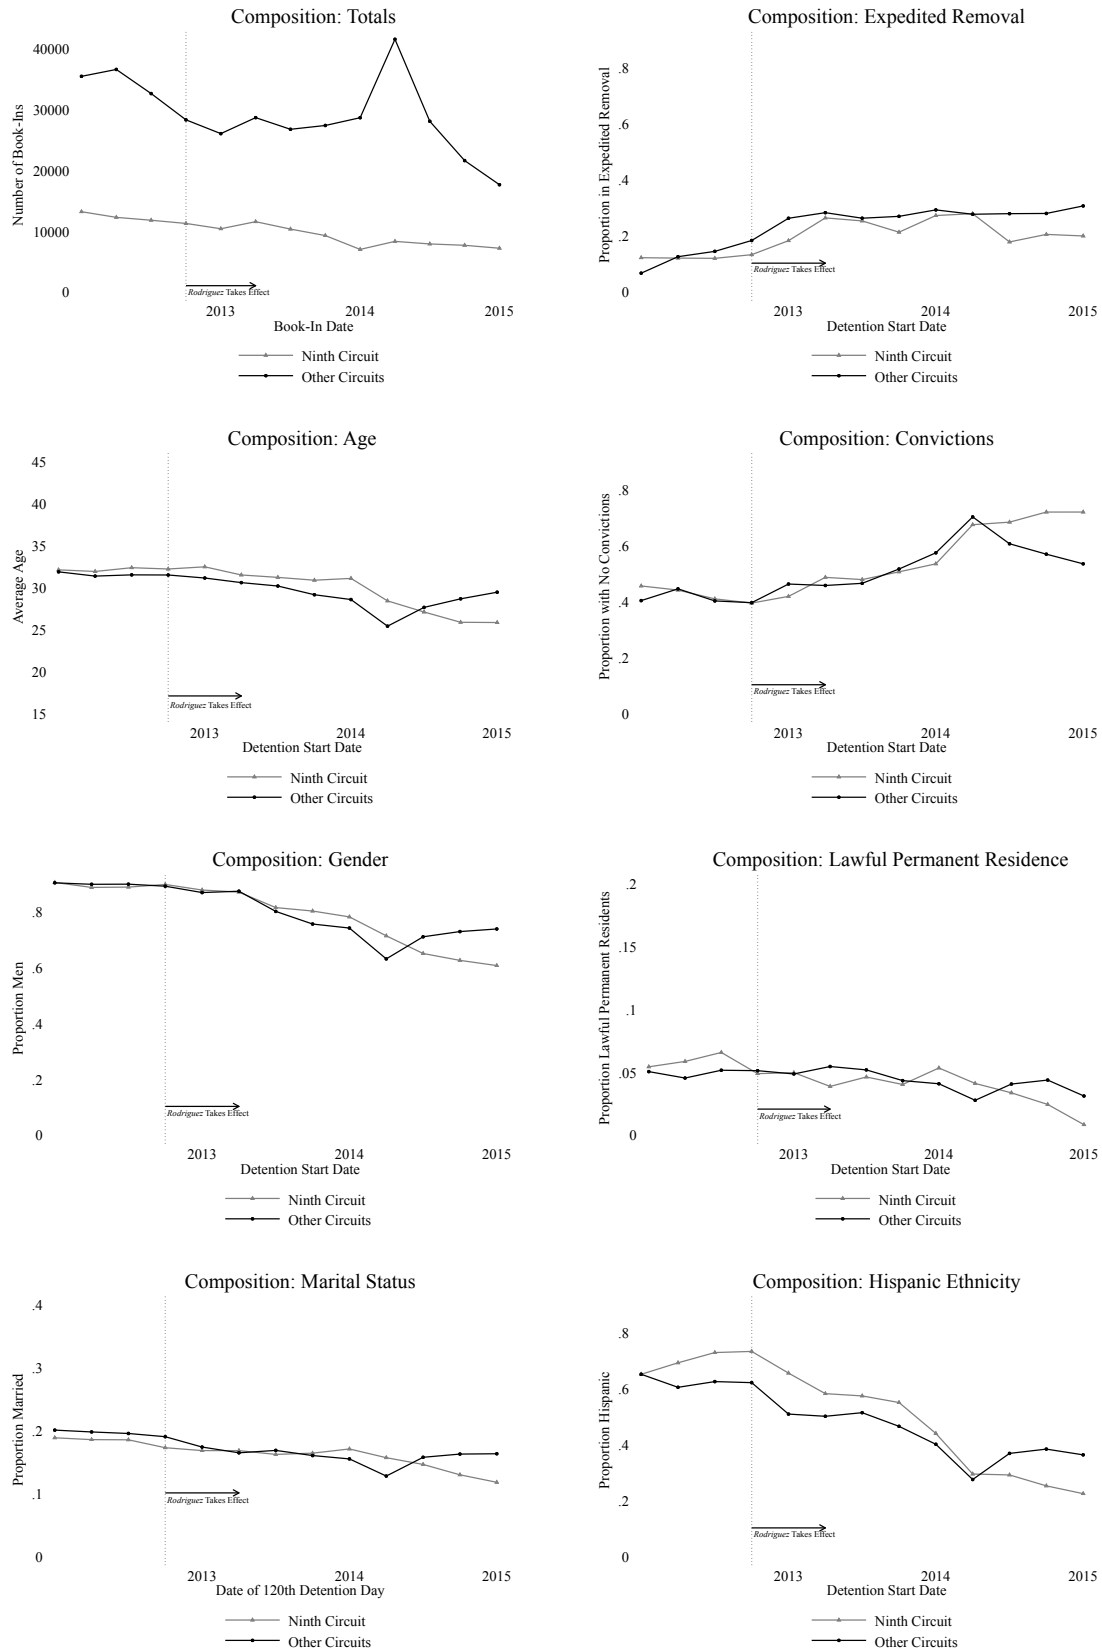 Composition: Totals
Number of Book-Ins
40000
30000
20000
10000
0
Rodriguez Takes Effect
2013
2014
2015
Book-In Date
Ninth Circuit
Other Circuits
Composition: Expedited Removal
Proportion in Expedited Removal
.8
.6
.4
.2
0
Rodriguez Takes Effect
2013
2014
2015
Detention Start Date
Ninth Circuit
Other Circuits
Composition: Age
Average Age
45
40
35
30
25
20
15
Rodriguez Takes Effect
2013
2014
2015
Detention Start Date
Ninth Circuit
Other Circuits
Composition: Convictions
Proportion with No Convictions
.8
.6
.4
.2
0
Rodriguez Takes Effect
2013
2014
2015
Detention Start Date
Ninth Circuit
Other Circuits
Composition: Gender
Proportion Men
.8
.6
.4
.2
0
Rodriguez Takes Effect
2013
2014
2015
Detention Start Date
Ninth Circuit
Other Circuits
Composition: Lawful Permanent Residence
Proportion Lawful Permanent Residents
.2
.15
.1
.05
0
Rodriguez Takes Effect
2013
2014
2015
Detention Start Date
Ninth Circuit
Other Circuits
Composition: Marital Status
Proportion Married
.4
.3
.2
.1
0
Rodriguez Takes Effect
2013
2014
2015
Date of 120th Detention Day
Ninth Circuit
Other Circuits
Composition: Hispanic Ethnicity
Proportion Hispanic
.8
.6
.4
.2
0
Rodriguez Takes Effect
2013
2014
2015
Detention Start Date
Ninth Circuit
Other Circuits